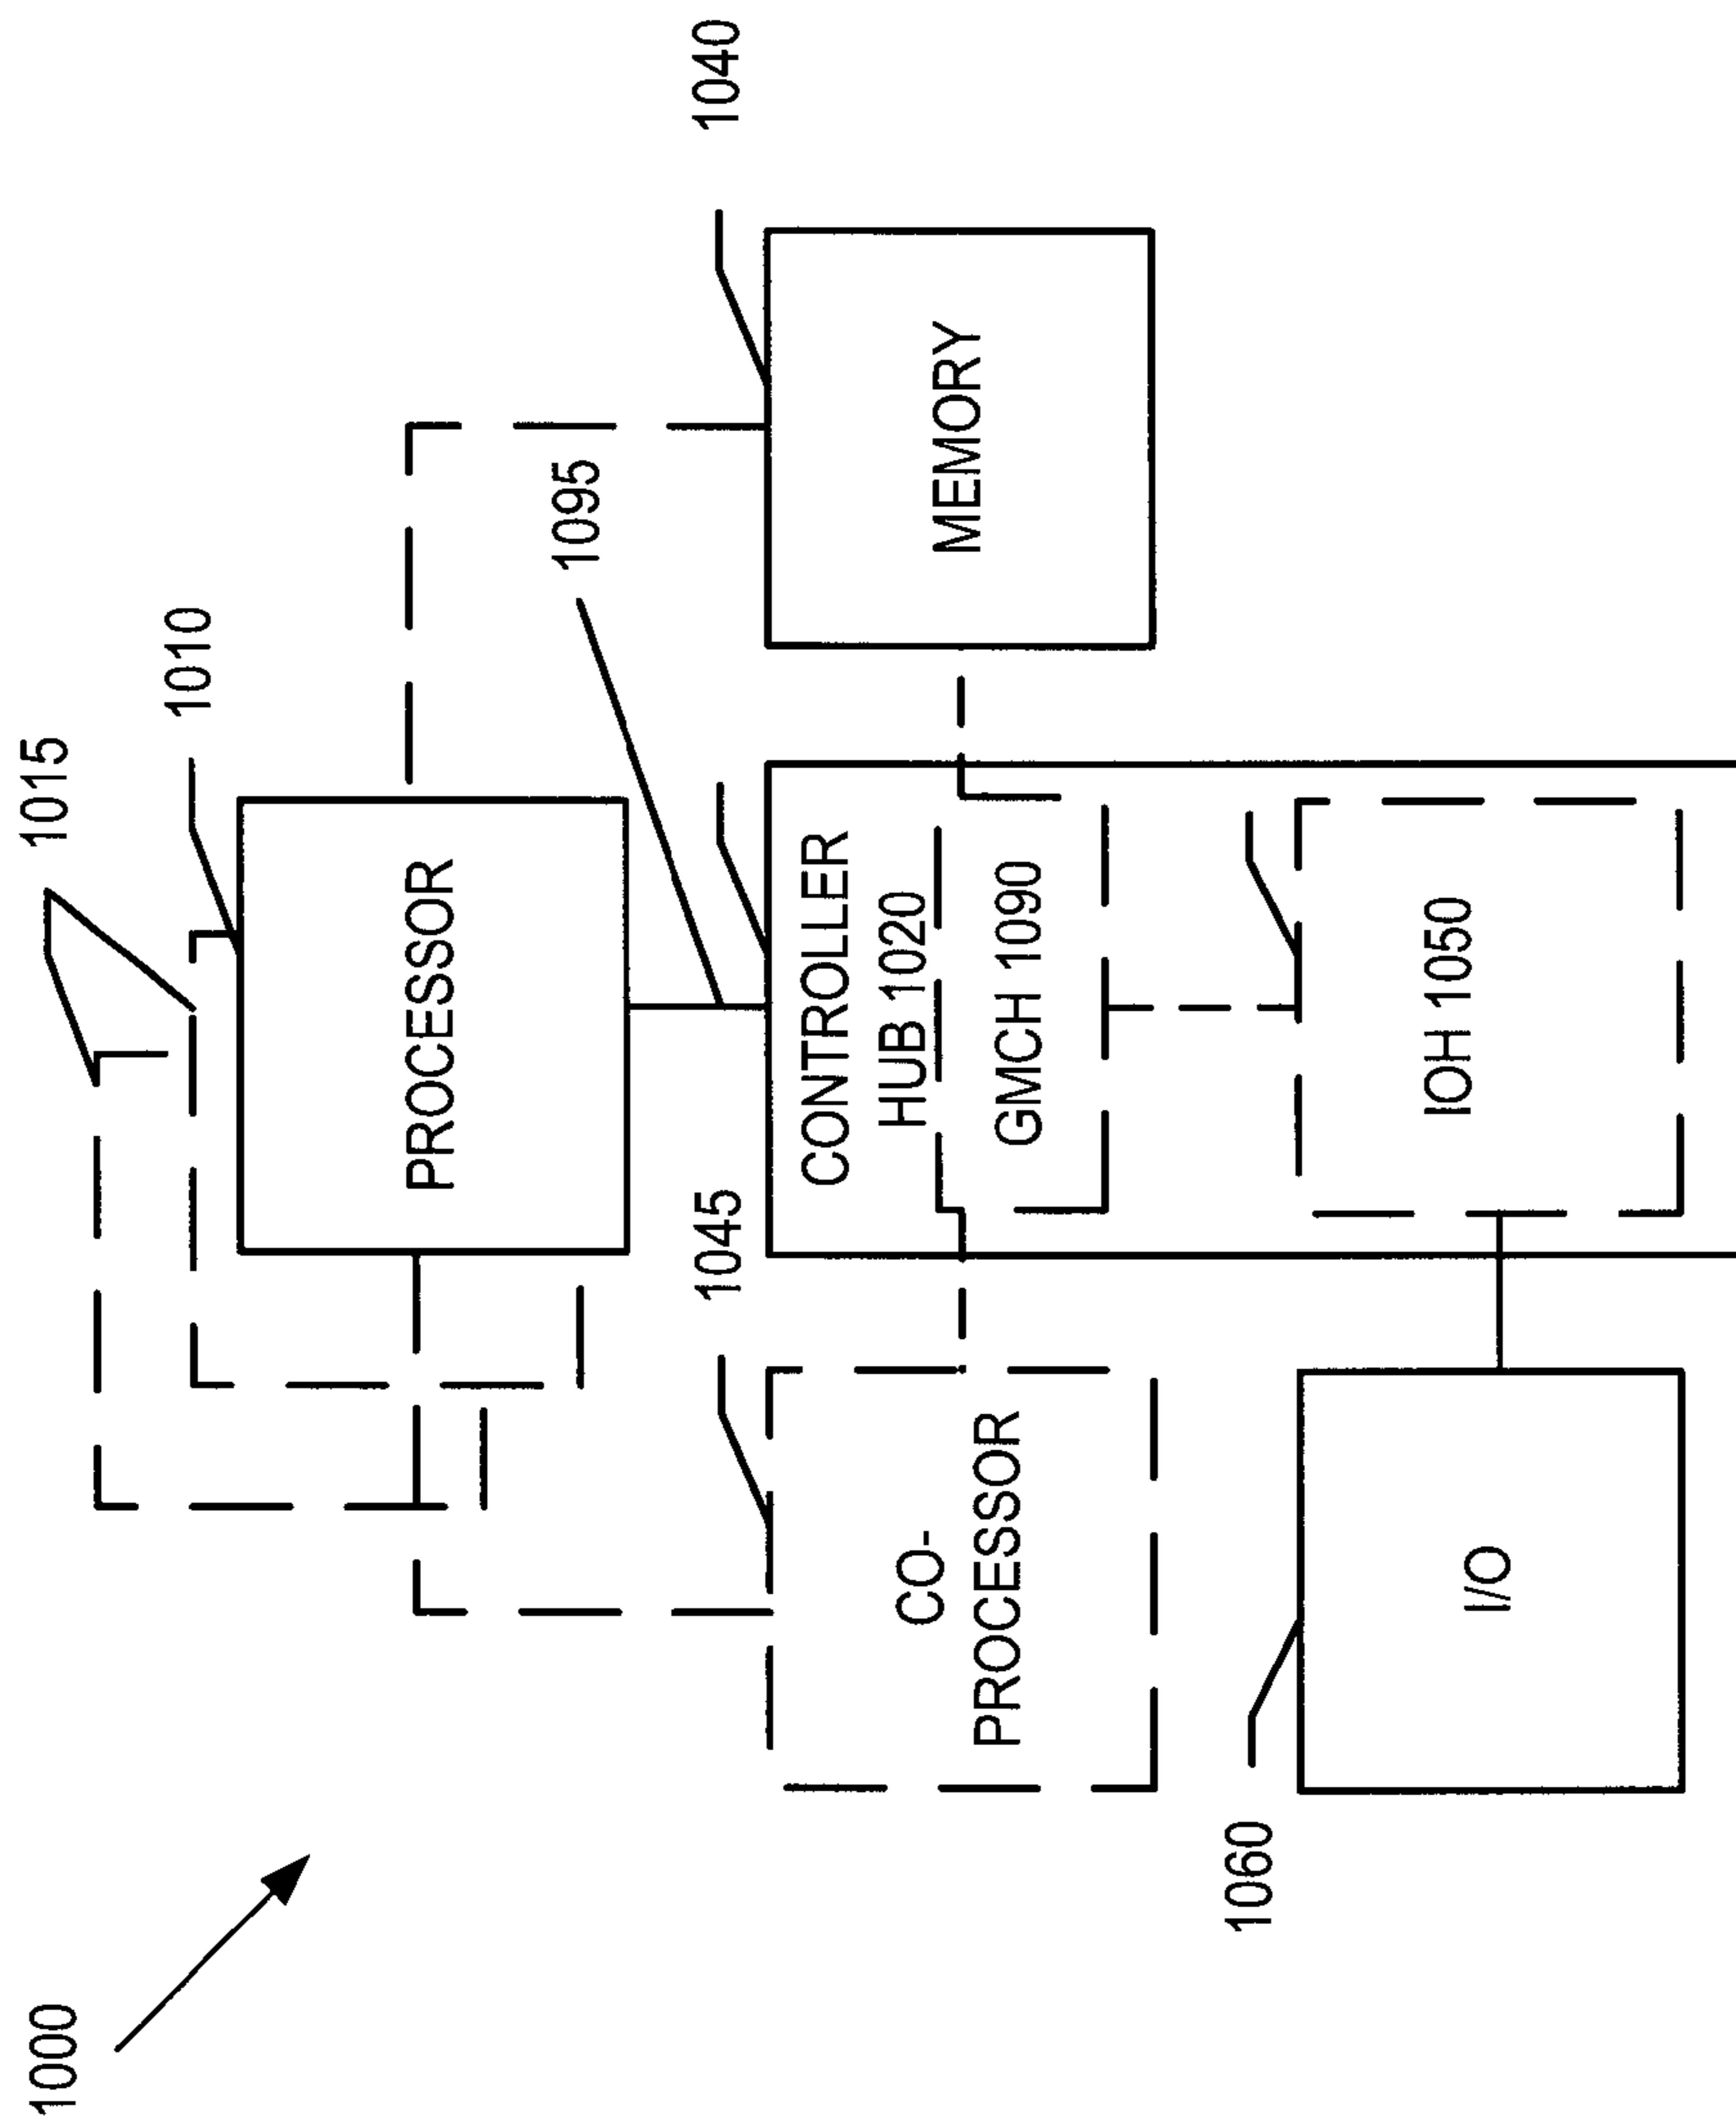 1000
1015
1010
PROCESSOR
1095
1045
1040
CONTROLLER
HUB 1020
CO-
PROCESSOR
GMCH 1090
MEMORY
1060
I/O
IOH 1050